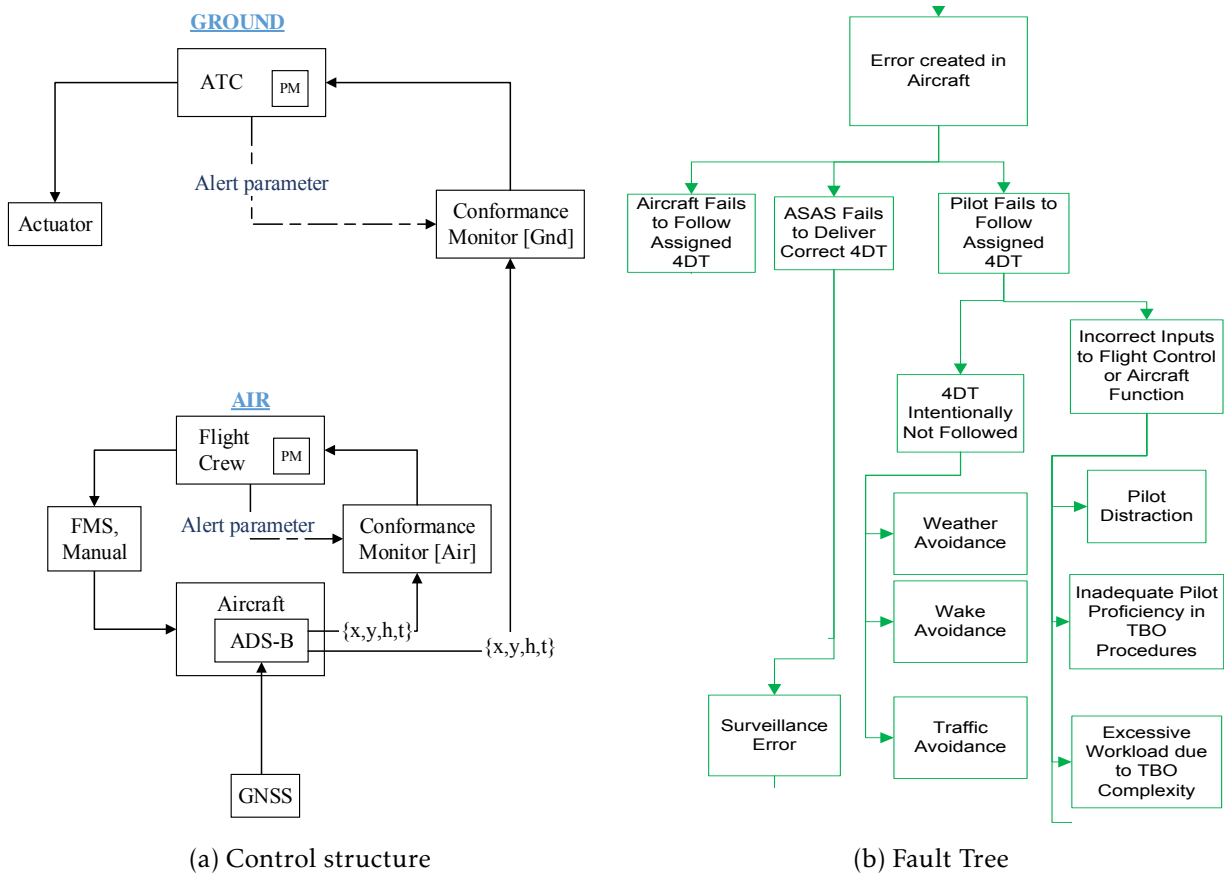 GROUND
ATC
PM
Alert parameter
Actuator
Conformance
Monitor [Gnd]
AIR
Flight
Crew
PM
Alert parameter
FMS,
Manual
Conformance
Monitor [Air]
Aircraft
ADS-B
{x,y,h,t}
{x,y,h,t}
GNSS
(a) Control structure
Error created in
Aircraft
Aircraft Fails
to Follow
Assigned
4DT
ASAS Fails
to Deliver
Correct 4DT
Pilot Fails to
Follow
Assigned
4DT
4DT
Intentionally
Not Followed
Incorrect Inputs
to Flight Control
or Aircraft
Function
Weather
Avoidance
Wake
Avoidance
Traffic
Avoidance
Pilot
Distraction
Inadequate Pilot
Proficiency in
TBO
Procedures
Excessive
Workload due
to TBO
Complexity
Surveillance
Error
(b) Fault Tree